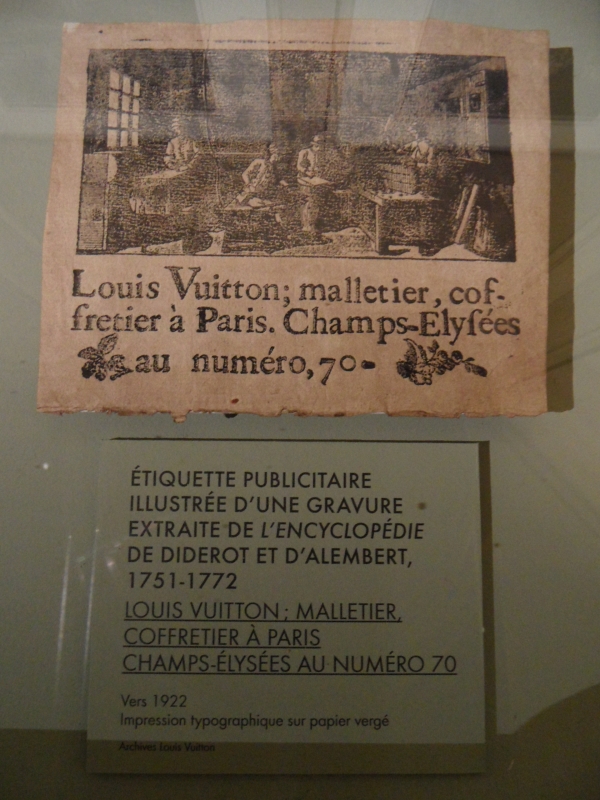 Louis Vuitton; malletier, cof-
fretier à Paris. Champs-Elyſées
au numéro, 70-
ÉTIQUETTE PUBLICITAIRE
ILLUSTRÉE D'UNE GRAVURE
EXTRAITE DE L'ENCYCLOPÉDIE
DE DIDEROT ET D'ALEMBERT,
1751-1772
LOUIS VUITTON ; MALLETIER,
COFFRETIER À PARIS
CHAMPS-ÉLYSÉES AU NUMÉRO 70
Vers 1922
Impression typographique sur papier vergé
Archives Louis Vuitton